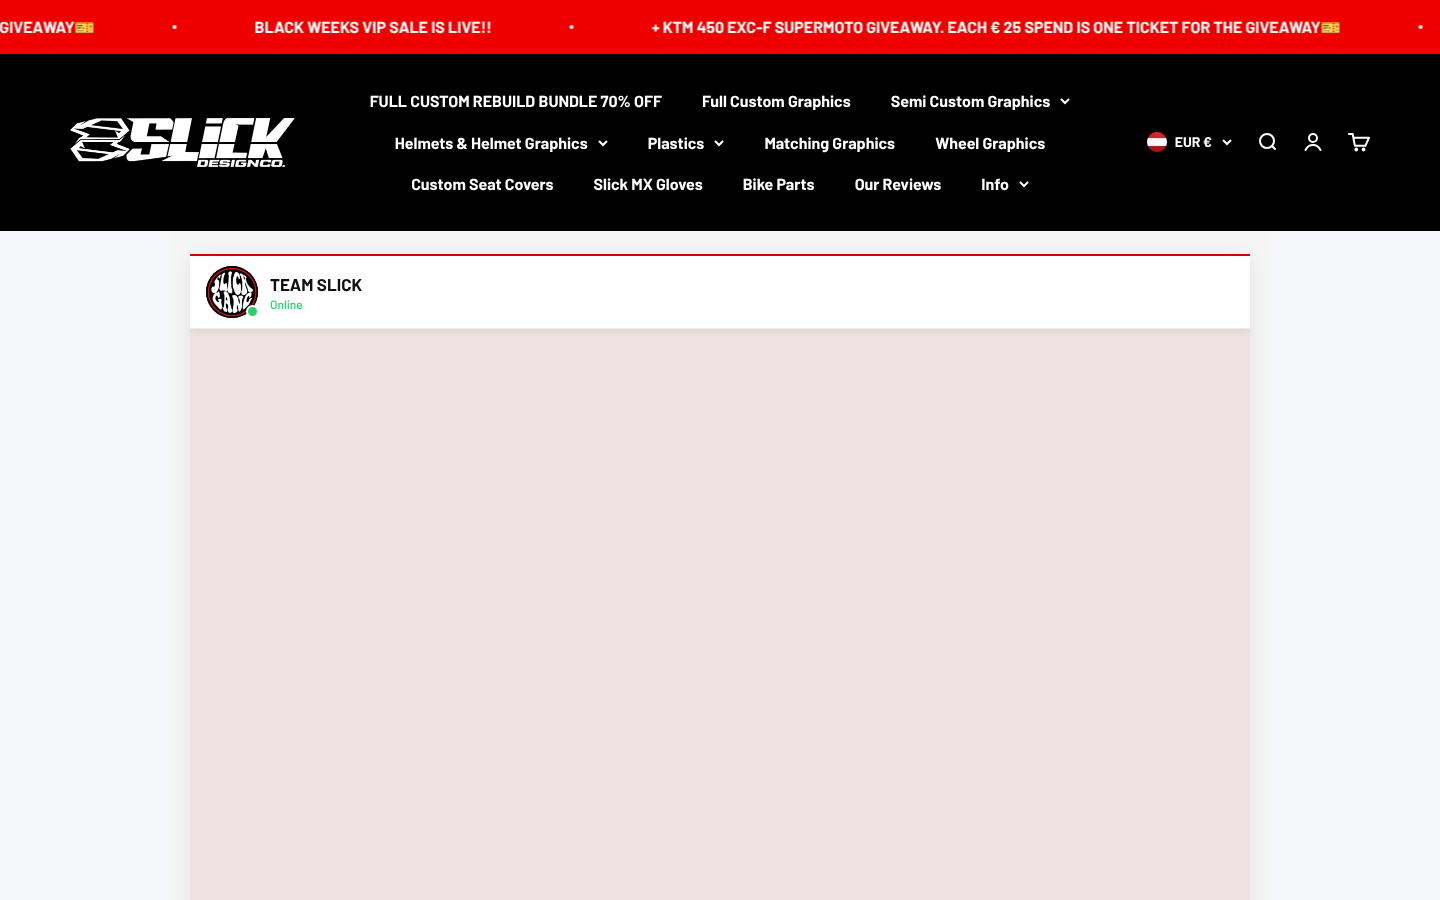 GIVEAWAY🎫 • BLACK WEEKS VIP SALE IS LIVE!! • + KTM 450 EXC-F SUPERMOTO GIVEAWAY. EACH € 25 SPEND IS ONE TICKET FOR THE GIVEAWAY🎫 •
FULL CUSTOM REBUILD BUNDLE 70% OFF Full Custom Graphics Semi Custom Graphics
SLICK
DESIGNCO.
Helmets & Helmet Graphics Plastics Matching Graphics Wheel Graphics
EUR €
Custom Seat Covers Slick MX Gloves Bike Parts Our Reviews Info
SLICK
GANG
TEAM SLICK
Online